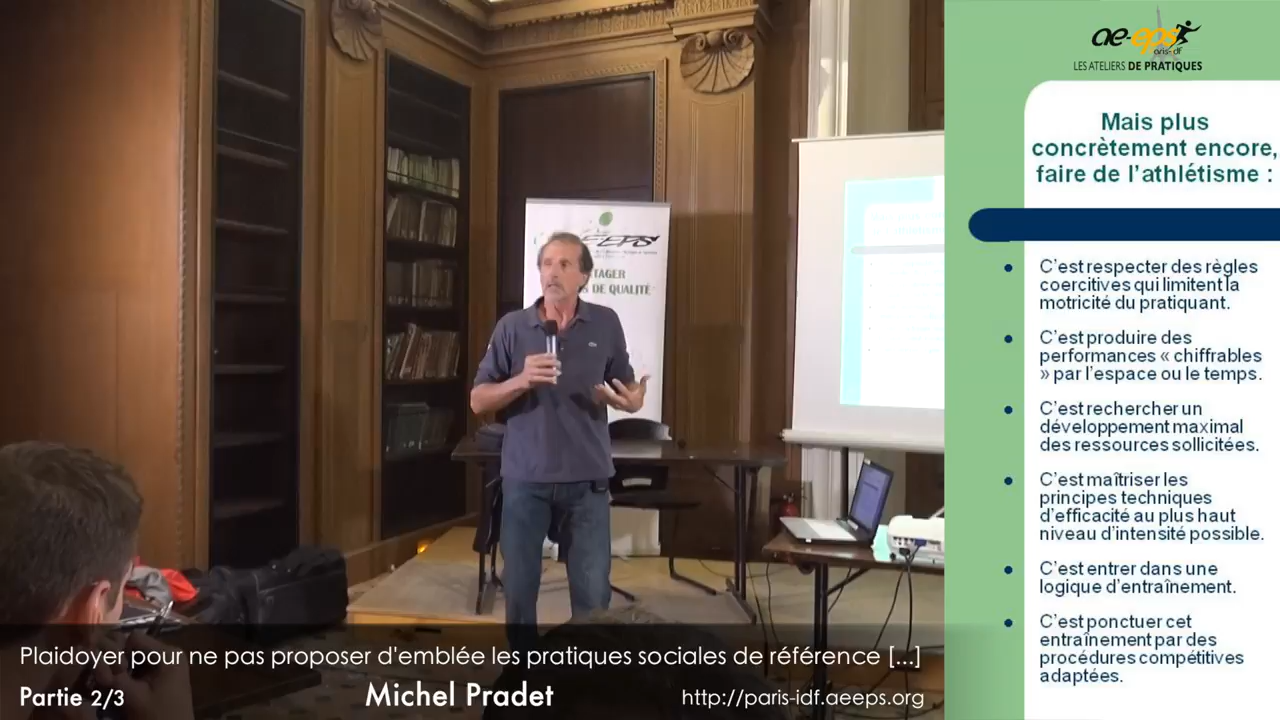 ae-eps
paris-idf
LES ATELIERS DE PRATIQUES
Mais plus
concrètement encore,
faire de l'athlétisme :
• C'est respecter des règles
coercitives qui limitent la
motricité du pratiquant.
• C'est produire des
performances « chiffrables
» par l'espace ou le temps.
• C'est rechercher un
développement maximal
des ressources sollicitées.
• C'est maîtriser les
principes techniques
d'efficacité au plus haut
niveau d'intensité possible.
• C'est entrer dans une
logique d'entraînement.
• C'est ponctuer cet
entraînement par des
procédures compétitives
adaptées.
EPS
TAGER
S DE QUALITÉ
Plaidoyer pour ne pas proposer d'emblée les pratiques sociales de référence [...]
Partie 2/3
Michel Pradet
http://paris-idf.aeeps.org